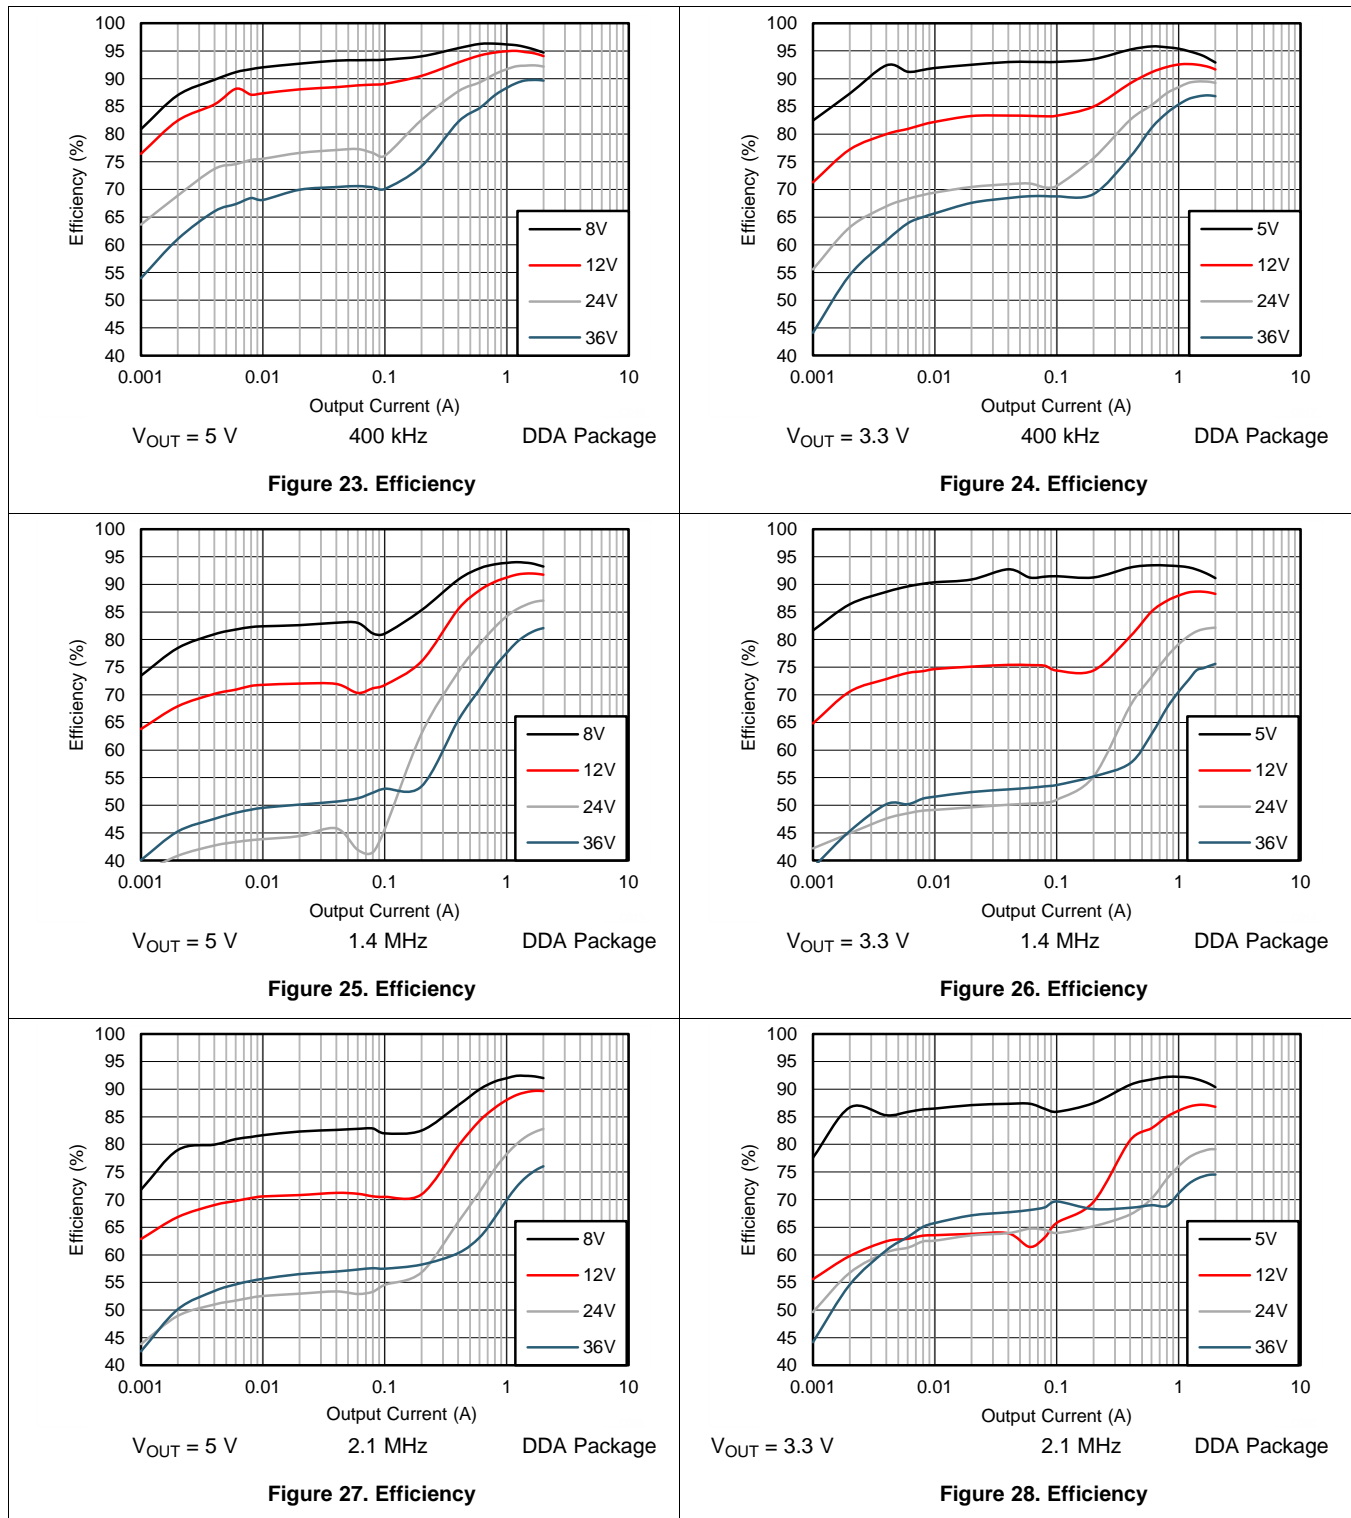 100
95
90
85
80
75
70
65
60
55
50
45
40
Efficiency (%)
8V
12V
24V
36V
0.001 0.01 0.1 1 10
Output Current (A)
VOUT = 5 V 400 kHz DDA Package
Figure 23. Efficiency
100
95
90
85
80
75
70
65
60
55
50
45
40
Efficiency (%)
5V
12V
24V
36V
0.001 0.01 0.1 1 10
Output Current (A)
VOUT = 3.3 V 400 kHz DDA Package
Figure 24. Efficiency
100
95
90
85
80
75
70
65
60
55
50
45
40
Efficiency (%)
8V
12V
24V
36V
0.001 0.01 0.1 1 10
Output Current (A)
VOUT = 5 V 1.4 MHz DDA Package
Figure 25. Efficiency
100
95
90
85
80
75
70
65
60
55
50
45
40
Efficiency (%)
5V
12V
24V
36V
0.001 0.01 0.1 1 10
Output Current (A)
VOUT = 3.3 V 1.4 MHz DDA Package
Figure 26. Efficiency
100
95
90
85
80
75
70
65
60
55
50
45
40
Efficiency (%)
8V
12V
24V
36V
0.001 0.01 0.1 1 10
Output Current (A)
VOUT = 5 V 2.1 MHz DDA Package
Figure 27. Efficiency
100
95
90
85
80
75
70
65
60
55
50
45
40
Efficiency (%)
5V
12V
24V
36V
0.001 0.01 0.1 1 10
Output Current (A)
VOUT = 3.3 V 2.1 MHz DDA Package
Figure 28. Efficiency